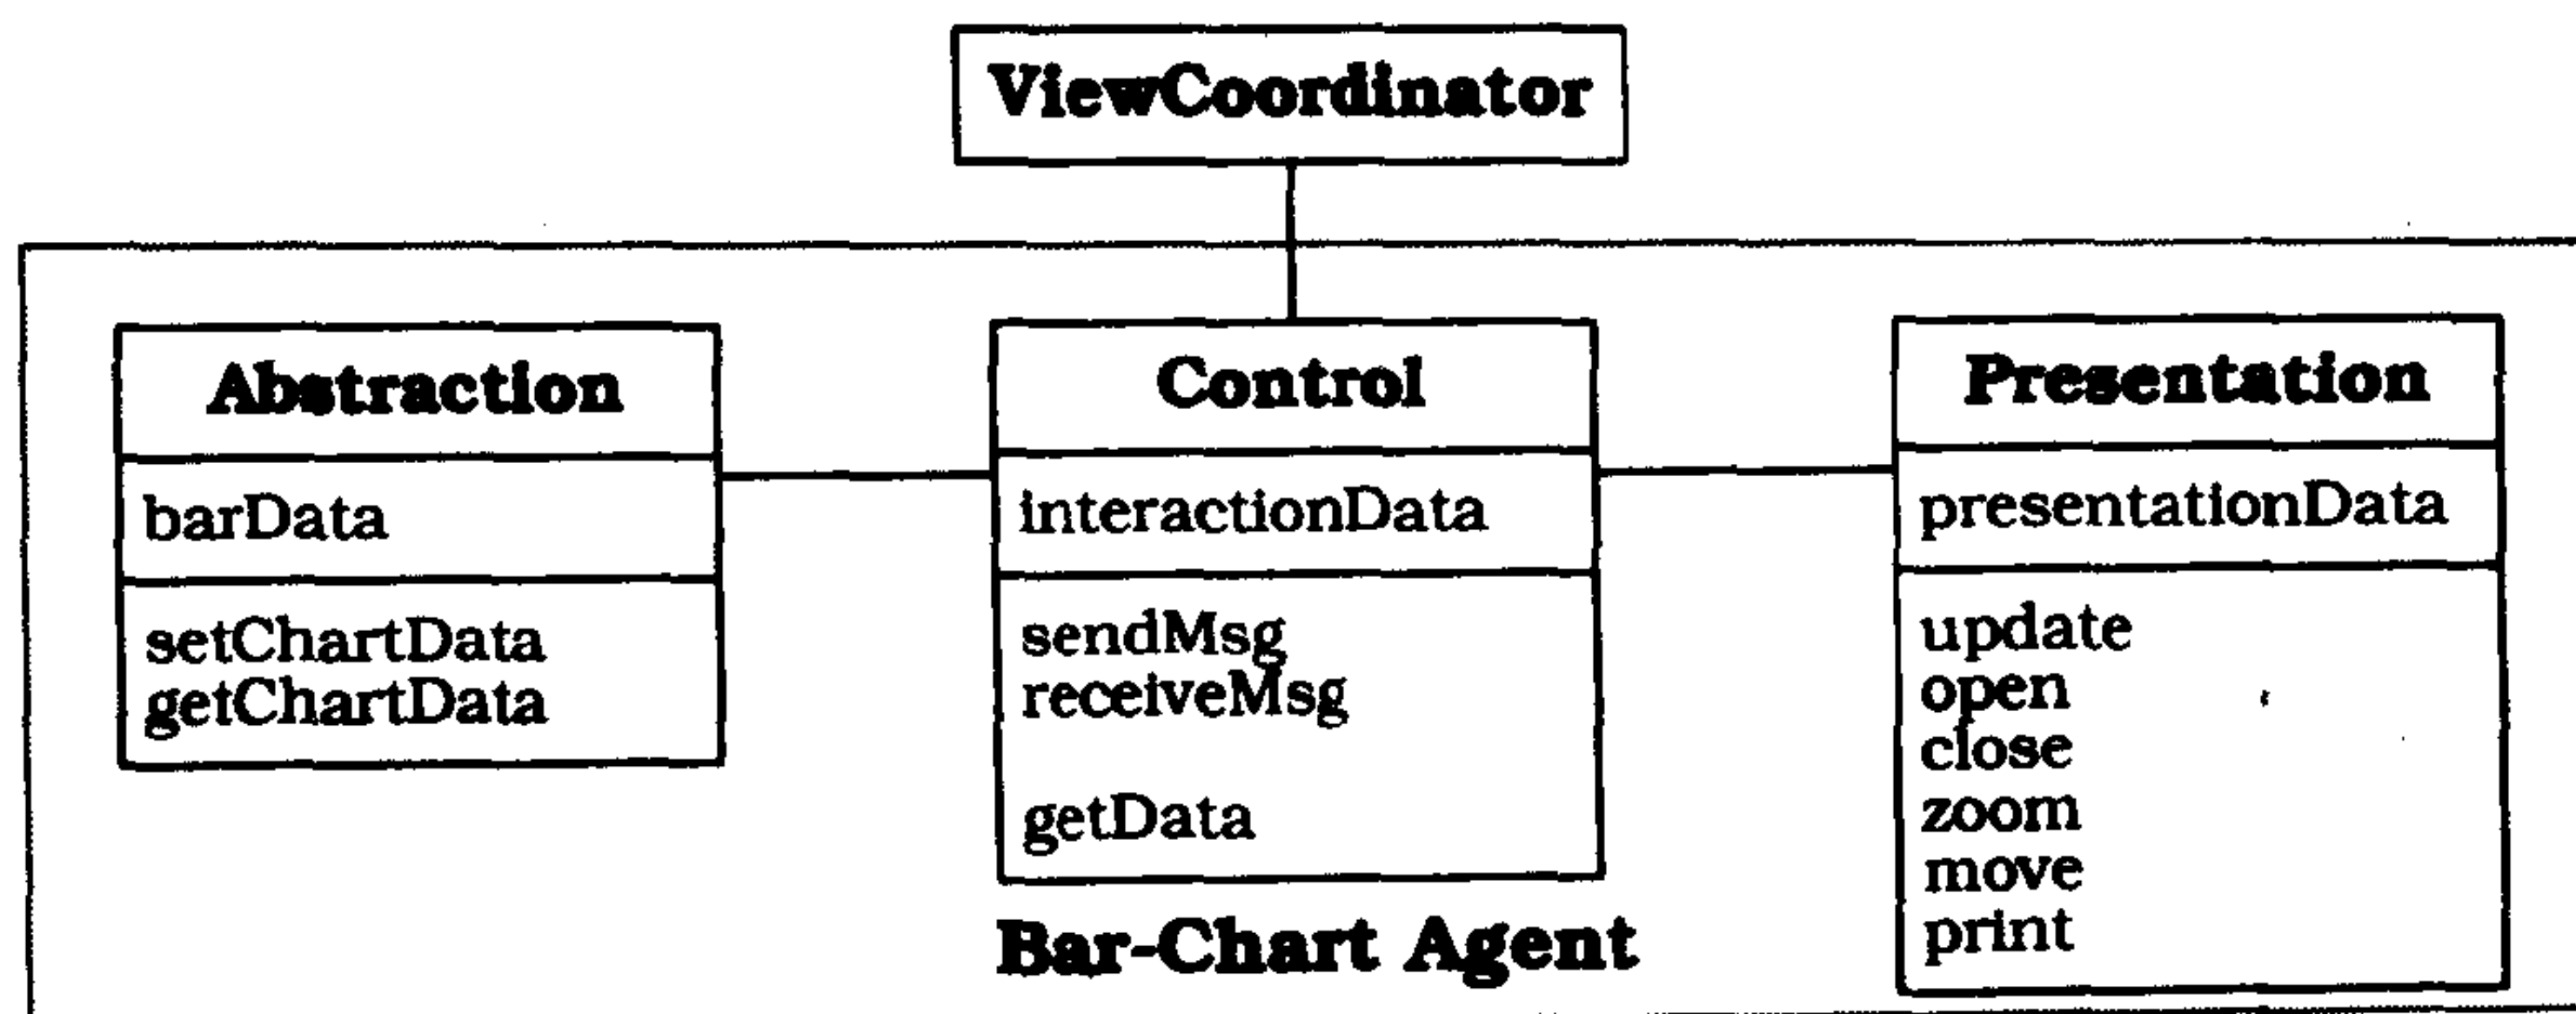 ViewCoordinator
Abstraction
barData
setChartData
getChartData
Control
interactionData
sendMsg
receiveMsg
getData
Presentation
presentationData
update
open
close
zoom
move
print
Bar-Chart Agent